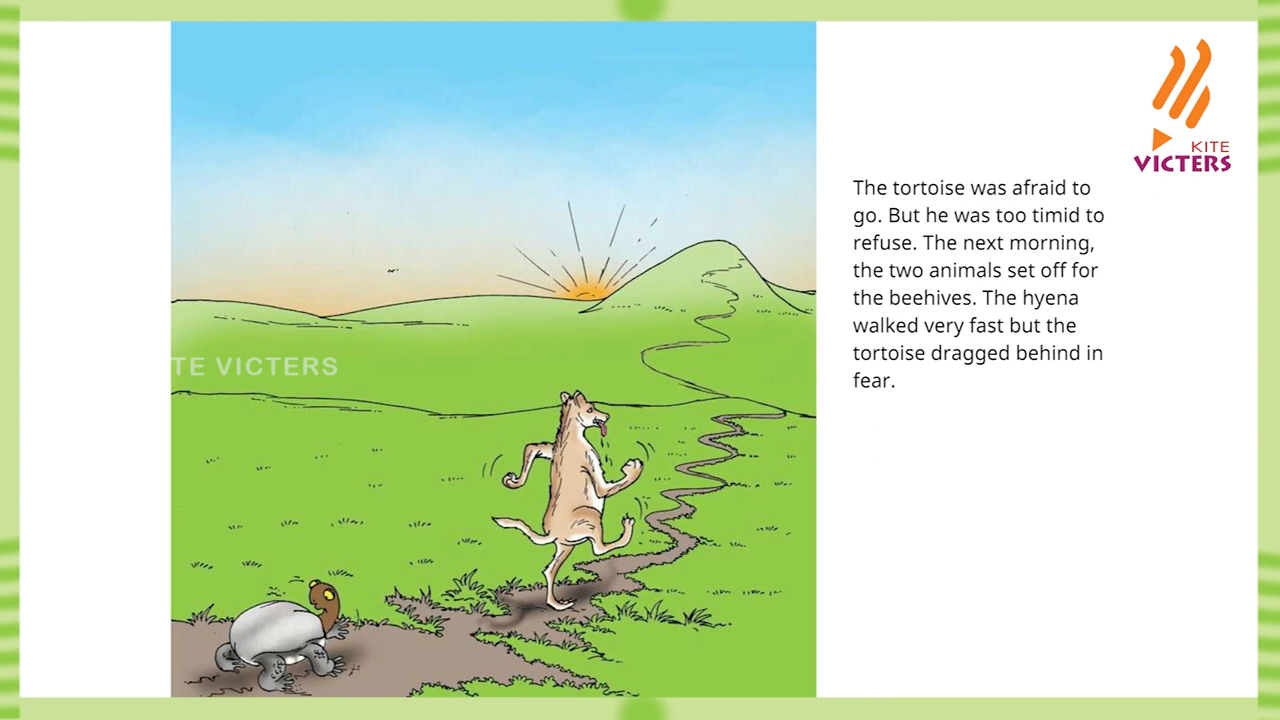 KITE
VICTERS
The tortoise was afraid to
go. But he was too timid to
refuse. The next morning,
the two animals set off for
the beehives. The hyena
walked very fast but the
tortoise dragged behind in
fear.
TE VICTERS